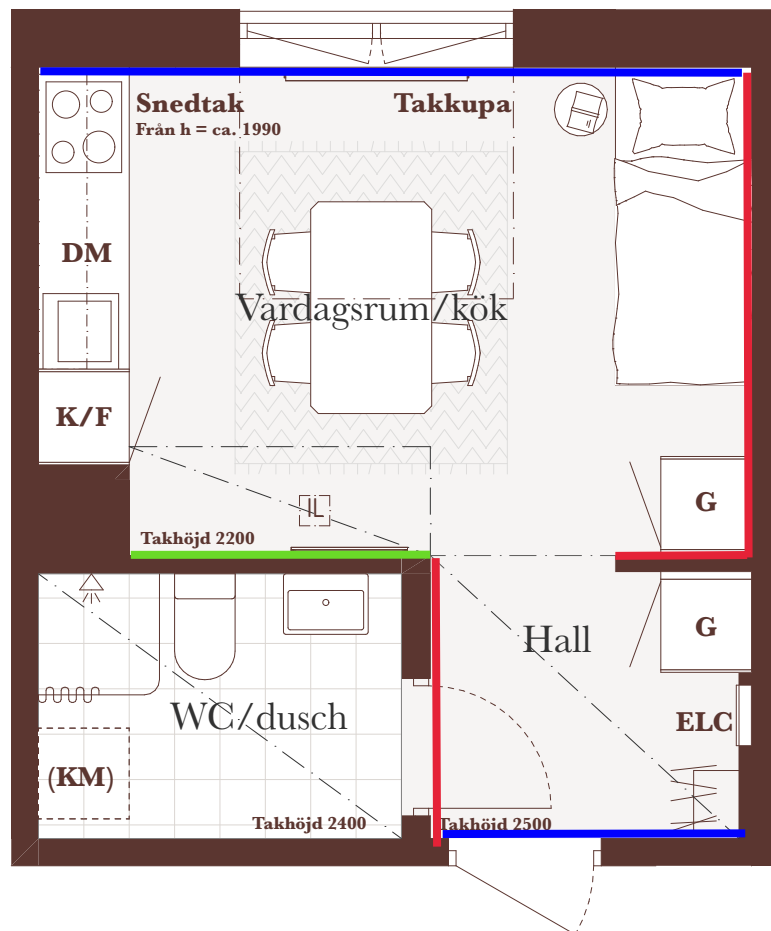 Snedtak
Från h = ca. 1990
Takkupa
DM
Vardagsrum/kök
K/F
G
IL
Takhöjd 2200
G
Hall
WC/dusch
ELC
(KM)
Takhöjd 2400
Takhöjd 2500